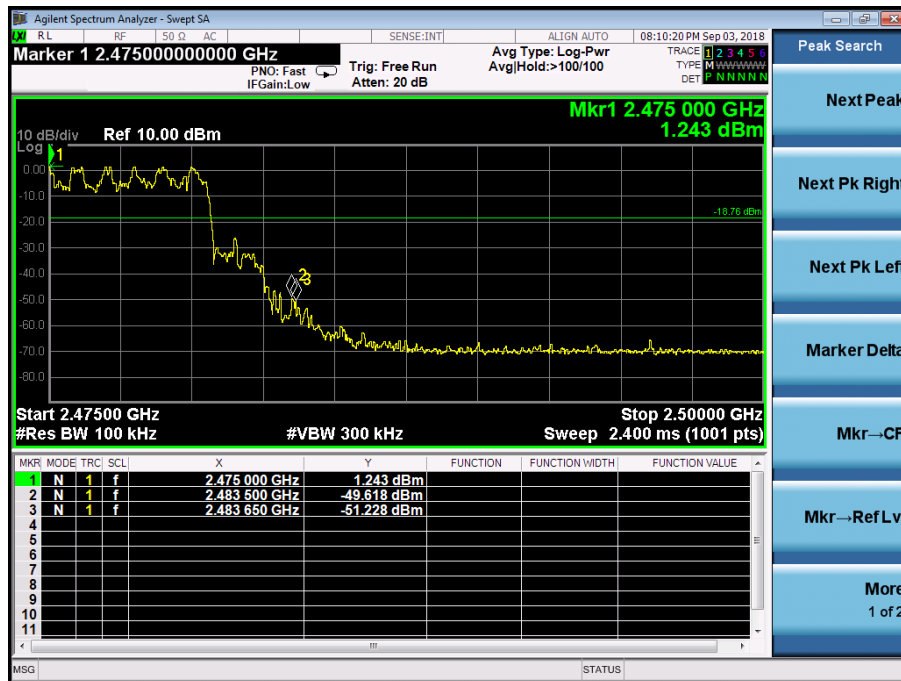 Agilent Spectrum Analyzer - Swept SA
LXI RL RF 50 Ω AC SENSE:INT ALIGN AUTO 08:10:20 PM Sep 03, 2018
Marker 1 2.475000000000 GHz
PNO: Fast
IFGain:Low
Trig: Free Run
Atten: 20 dB
Avg Type: Log-Pwr
Avg|Hold:>100/100
TRACE 1 2 3 4 5 6
TYPE M W W W W W
DET P N N N N N
Mkr1 2.475 000 GHz
1.243 dBm
10 dB/div Ref 10.00 dBm
Log
1
0.00
-10.0
-20.0
-18.76 dBm
-30.0
-40.0
2
3
-50.0
-60.0
-70.0
-80.0
Start 2.47500 GHz Stop 2.50000 GHz
#Res BW 100 kHz #VBW 300 kHz Sweep 2.400 ms (1001 pts)
MKR MODE TRC SCL X Y FUNCTION FUNCTION WIDTH FUNCTION VALUE
1 N 1 f 2.475 000 GHz 1.243 dBm
2 N 1 f 2.483 500 GHz -49.618 dBm
3 N 1 f 2.483 650 GHz -51.228 dBm
4
5
6
7
8
9
10
11
MSG STATUS
Peak Search
Next Peak
Next Pk Right
Next Pk Left
Marker Delta
Mkr→CF
Mkr→Ref Lv
More
1 of 2